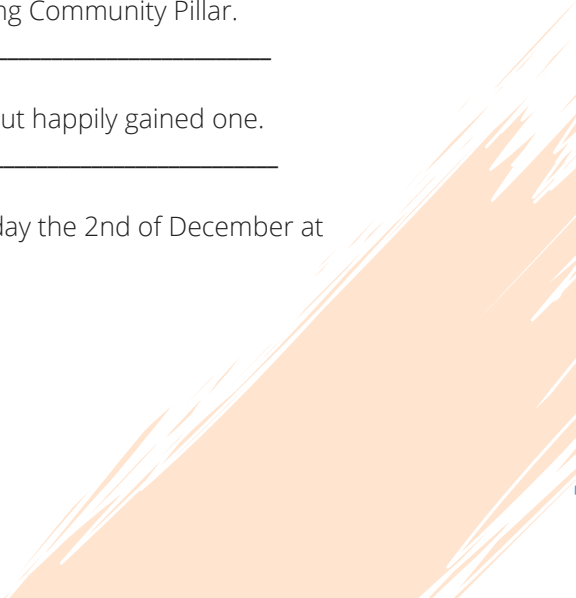 ng Community Pillar.
ut happily gained one.
day the 2nd of December at